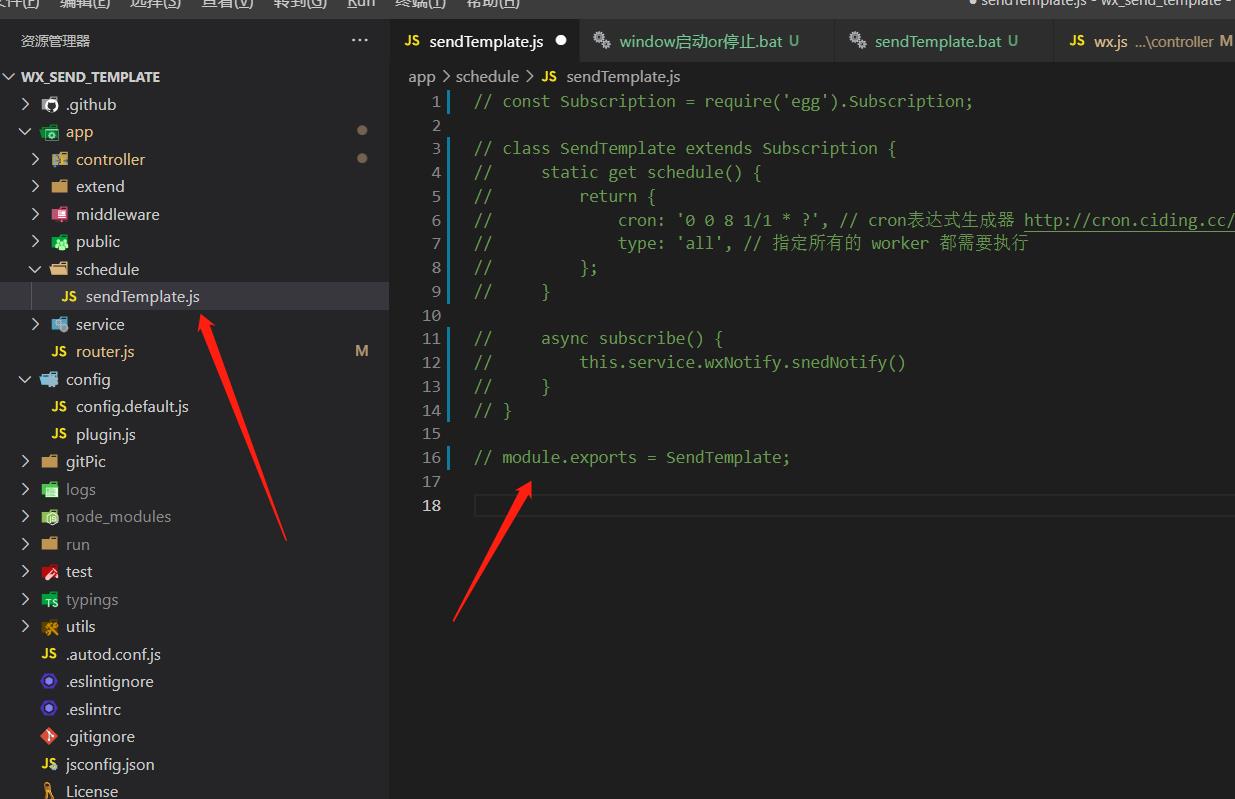 文件(F) 编辑(E) 选择(S) 查看(V) 转到(G) Run 终端(T) 帮助(H) ● sendTemplate.js - wx_send_template -
资源管理器 ···
JS sendTemplate.js ● window启动or停止.bat U sendTemplate.bat U JS wx.js ...\controller M
WX_SEND_TEMPLATE
.github
app
controller
extend
middleware
public
schedule
JS sendTemplate.js
service
JS router.js M
config
JS config.default.js
JS plugin.js
gitPic
logs
node_modules
run
test
TS typings
utils
JS .autod.conf.js
.eslintignore
.eslintrc
.gitignore
JS jsconfig.json
License
app > schedule > JS sendTemplate.js
1 // const Subscription = require('egg').Subscription;
2
3 // class SendTemplate extends Subscription {
4 //     static get schedule() {
5 //         return {
6 //             cron: '0 0 8 1/1 * ?', // cron表达式生成器 http://cron.ciding.cc/
7 //             type: 'all', // 指定所有的 worker 都需要执行
8 //         };
9 //     }
10
11 //     async subscribe() {
12 //         this.service.wxNotify.snedNotify()
13 //     }
14 // }
15
16 // module.exports = SendTemplate;
17
18